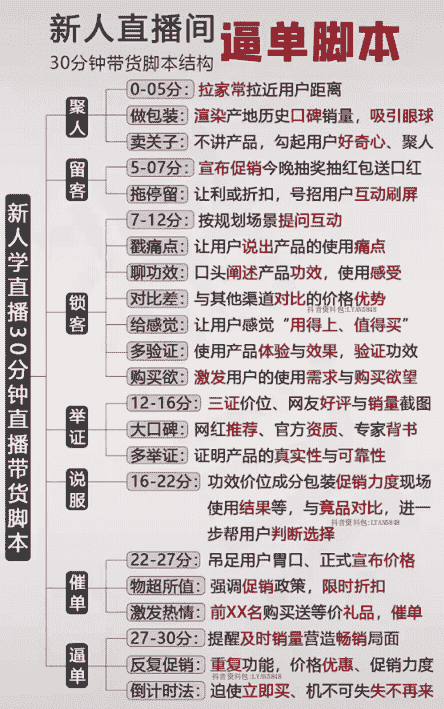 新人直播间
逼单脚本
30分钟带货脚本结构
新人学直播30分钟直播带货脚本
聚人
0-05分：拉家常拉近用户距离
做包装：渲染产地历史口碑销量，吸引眼球
卖关子：不讲产品，勾起用户好奇心、聚人
留客
5-07分：宣布促销今晚抽奖抽红包送口红
拖停留：让利或折扣，号招用户互动刷屏
锁客
7-12分：按规划场景提问互动
戳痛点：让用户说出产品的使用痛点
聊功效：口头阐述产品功效，使用感受
对比差：与其他渠道对比的价格优势
抖音资料包:LYAN5848
给感觉：让用户感觉“用得上、值得买”
多验证：使用产品体验与效果，验证功效
购买欲：激发用户的使用需求与购买欲望
举证
12-16分：三证价位、网友好评与销量截图
大口碑：网红推荐、官方资质、专家背书
多举证：证明产品的真实性与可靠性
说服
16-22分：功效价位成分包装促销力度现场
使用结果等，与竟品对比，进一
抖音资料包:LYAN5848
步帮用户判断选择
催单
22-27分：吊足用户胃口、正式宣布价格
物超所值：强调促销政策，限时折扣
激发热情：前XX名购买送等价礼品，催单
逼单
27-30分：提醒及时销量营造畅销局面
反复促销：重复功能，价格优惠、促销力度
抖音资料包:LYAN5848
倒计时法：迫使立即买、机不可失失不再来